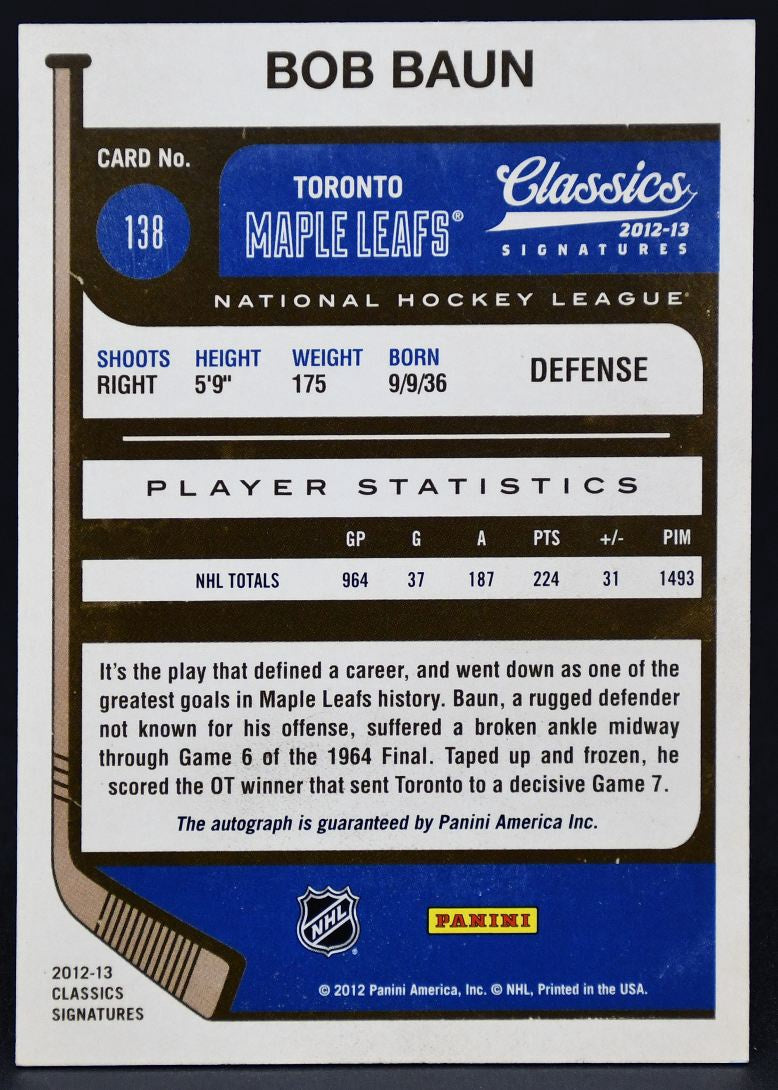 BOB BAUN
CARD No.
138
TORONTO
MAPLE LEAFS®
Classics
2012-13
SIGNATURES
NATIONAL HOCKEY LEAGUE
SHOOTS HEIGHT WEIGHT BORN
RIGHT 5'9" 175 9/9/36
DEFENSE
PLAYER STATISTICS
GP G A PTS +/- PIM
NHL TOTALS 964 37 187 224 31 1493
It's the play that defined a career, and went down as one of the
greatest goals in Maple Leafs history. Baun, a rugged defender
not known for his offense, suffered a broken ankle midway
through Game 6 of the 1964 Final. Taped up and frozen, he
scored the OT winner that sent Toronto to a decisive Game 7.
The autograph is guaranteed by Panini America Inc.
NHL
PANINI
2012-13
CLASSICS
SIGNATURES
© 2012 Panini America, Inc. © NHL, Printed in the USA.